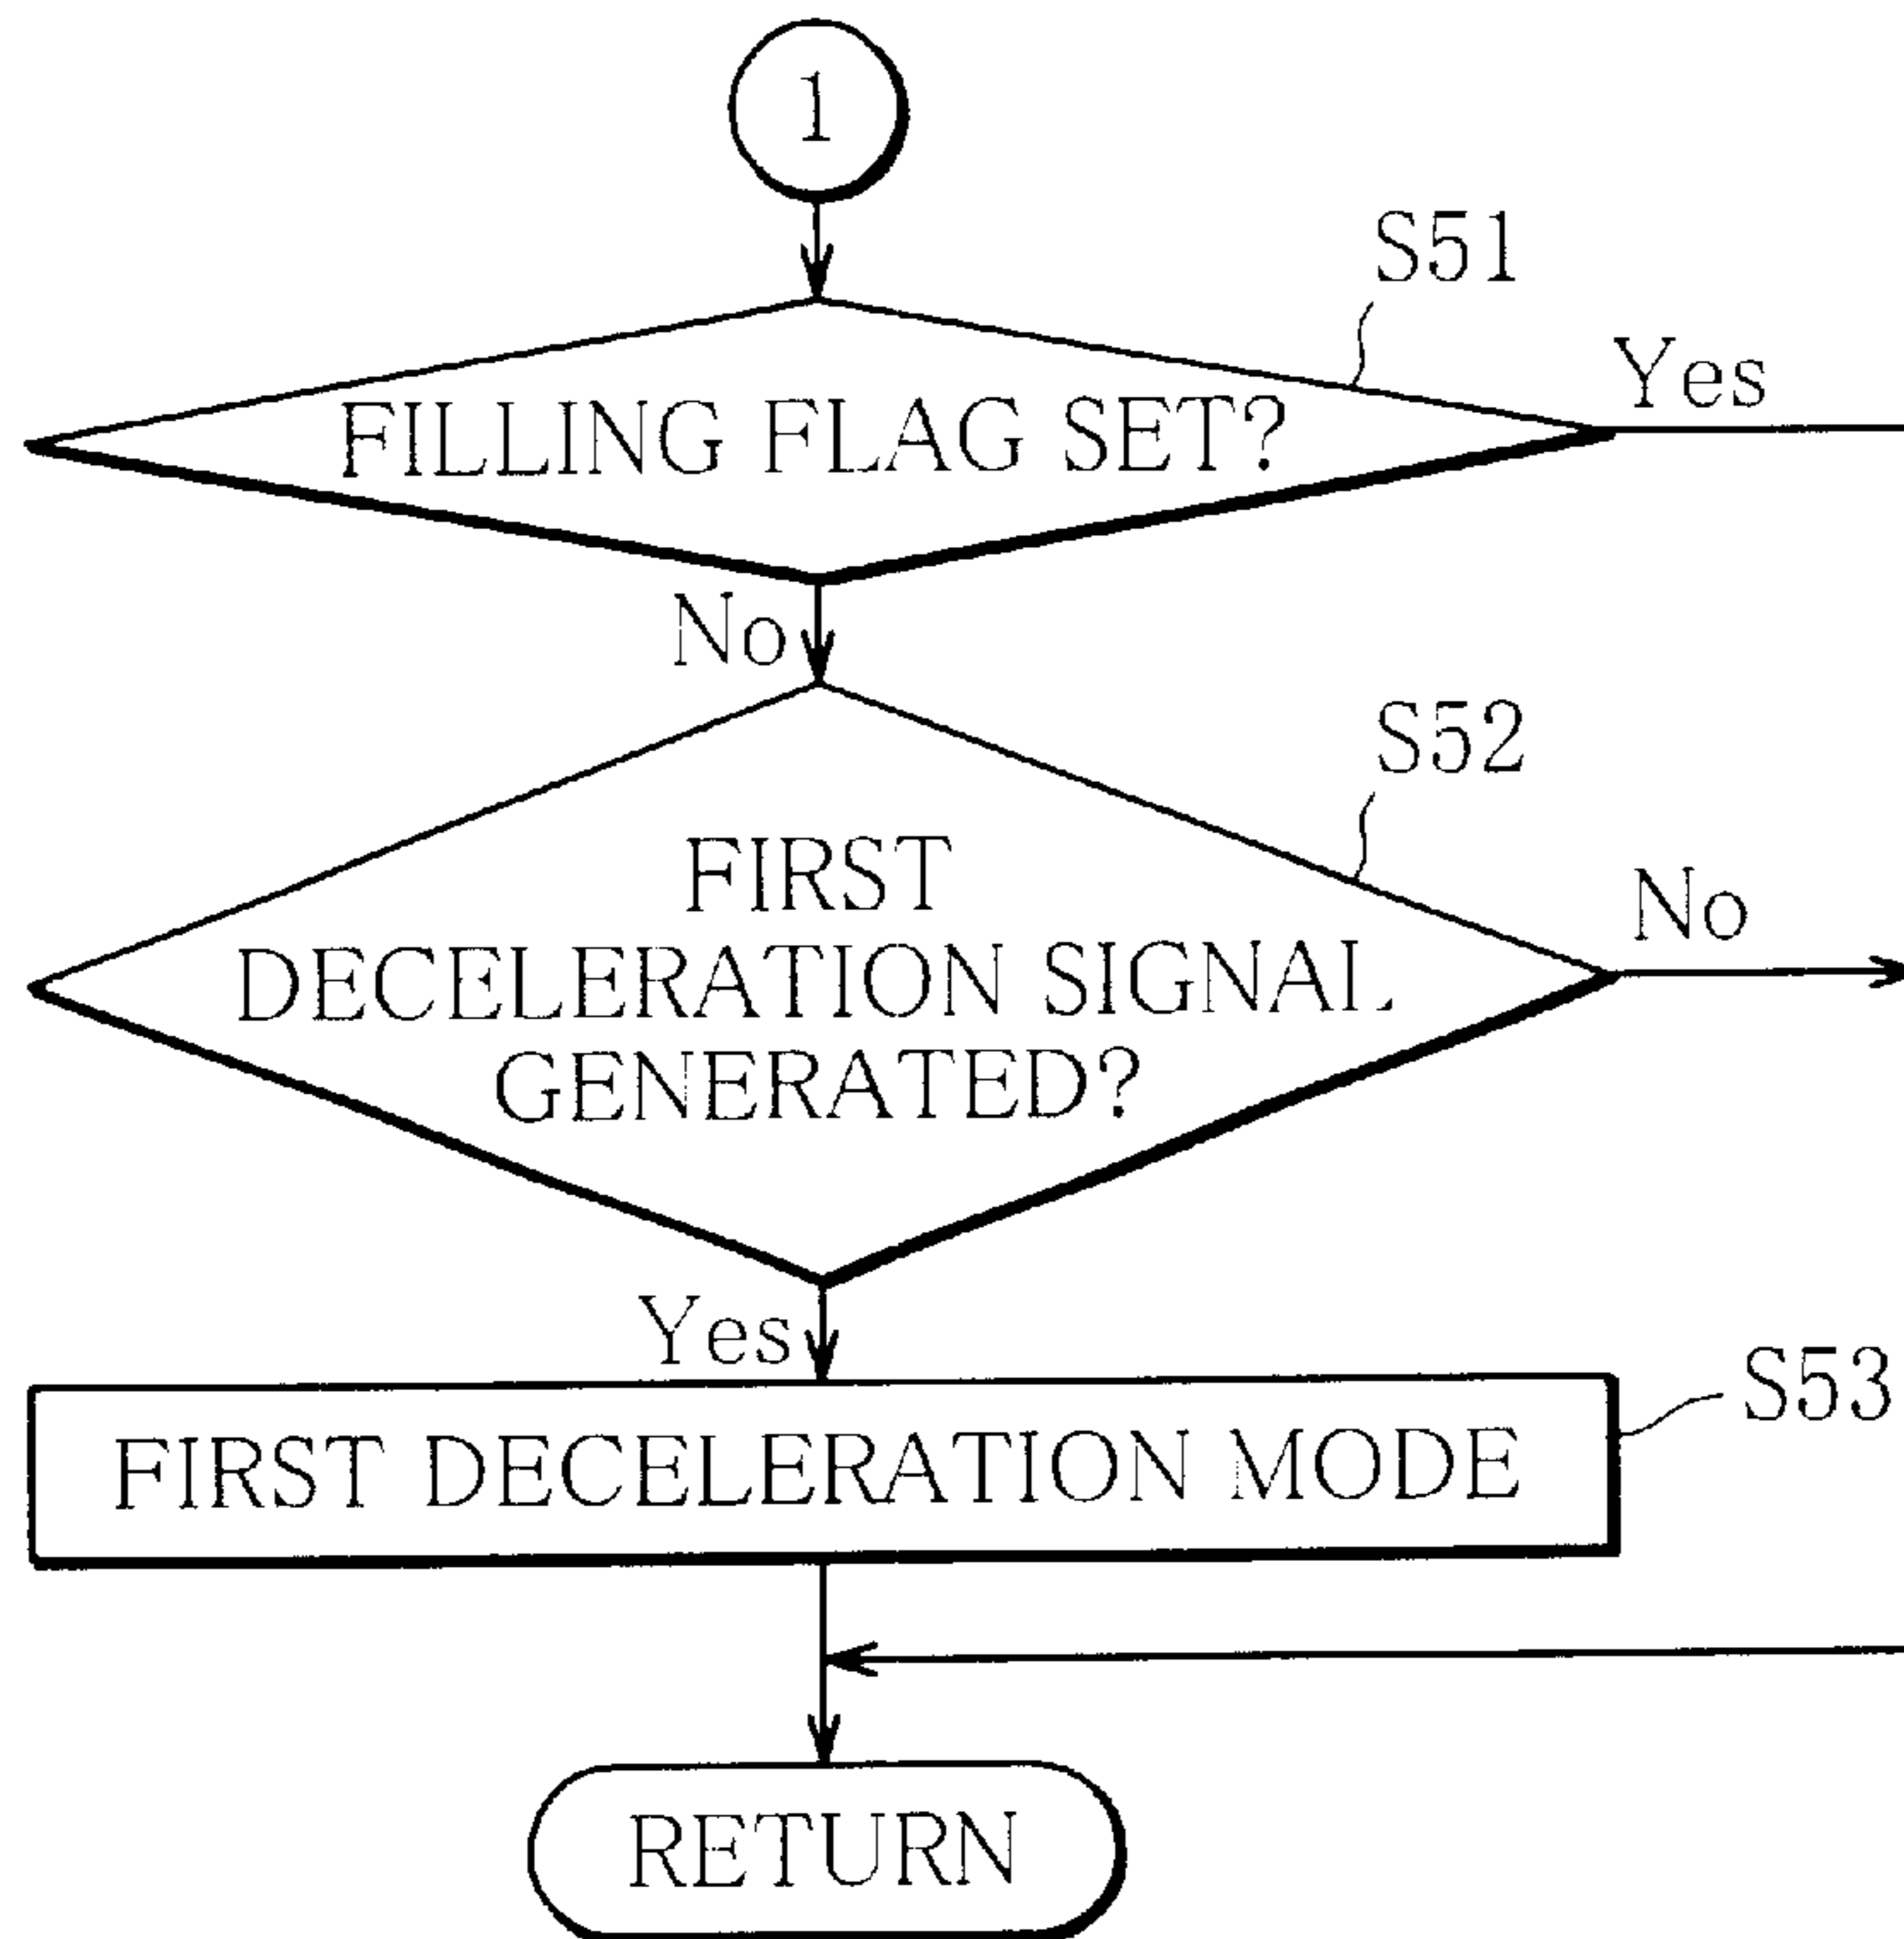 1
S51
Yes
FILLING FLAG SET?
No
S52
FIRST
No
DECELERATION SIGNAL
GENERATED?
Yes
S53
FIRST DECELERATION MODE
RETURN